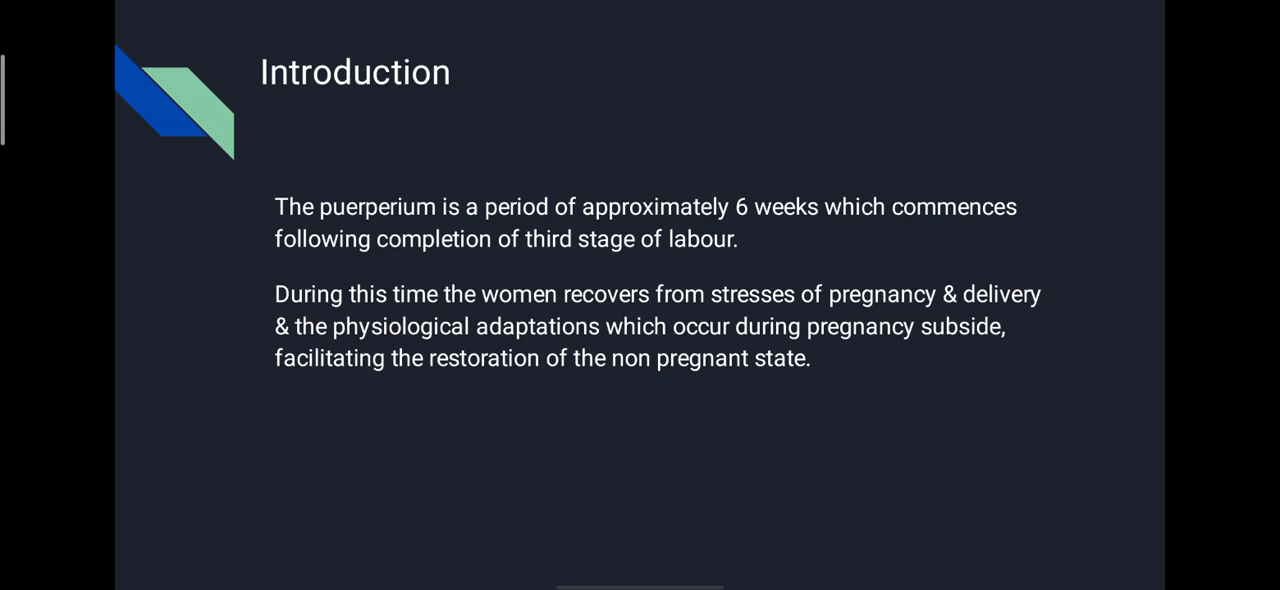 Introduction
The puerperium is a period of approximately 6 weeks which commences
following completion of third stage of labour.
During this time the women recovers from stresses of pregnancy & delivery
& the physiological adaptations which occur during pregnancy subside,
facilitating the restoration of the non pregnant state.